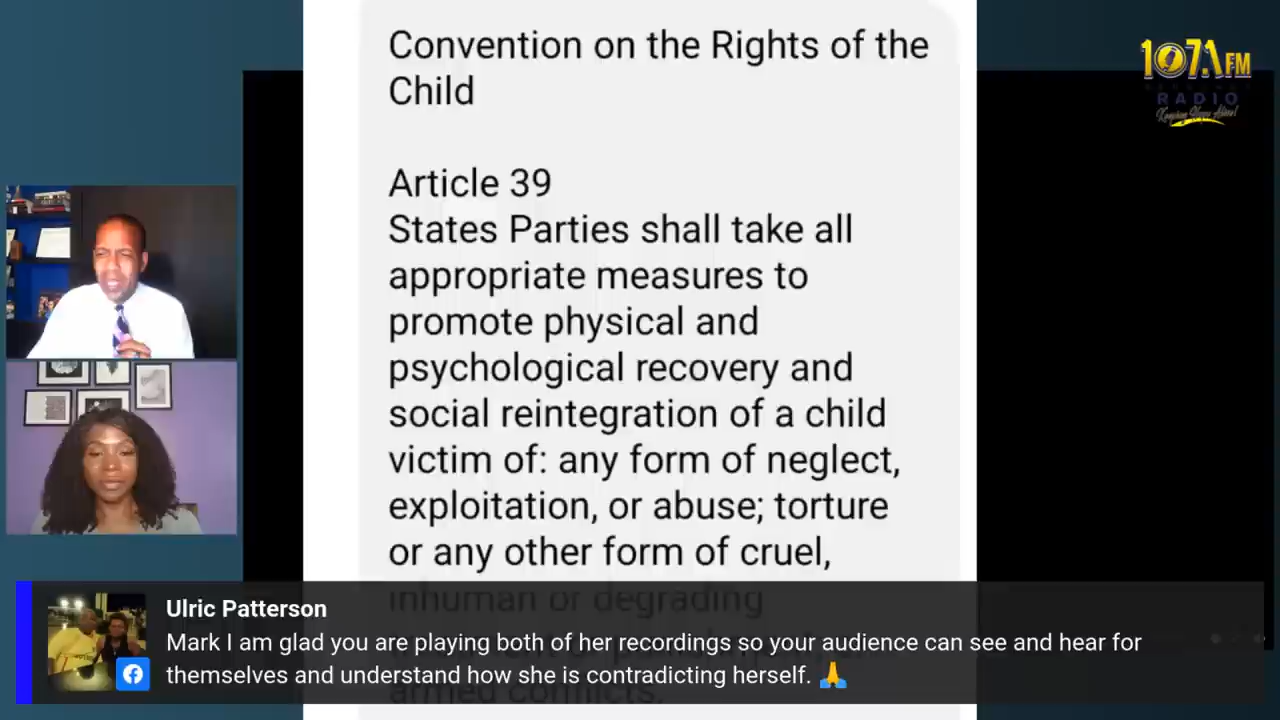 Convention on the Rights of the
Child
Article 39
States Parties shall take all
appropriate measures to
promote physical and
psychological recovery and
social reintegration of a child
victim of: any form of neglect,
exploitation, or abuse; torture
or any other form of cruel,
inhuman or degrading
armed conflicts.
107.1 FM
RADIO
Ulric Patterson
Mark I am glad you are playing both of her recordings so your audience can see and hear for
themselves and understand how she is contradicting herself. 🙏